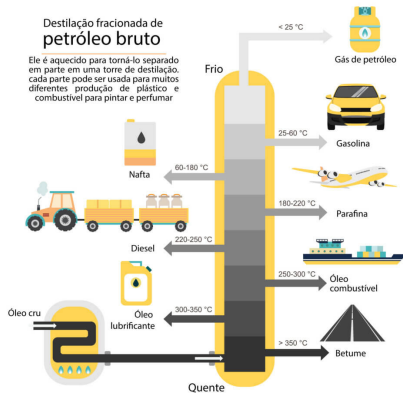 Destilação fracionada de
petróleo bruto
Ele é aquecido para torná-lo separado
em parte em uma torre de destilação.
cada parte pode ser usada para muitos
diferentes produção de plástico e
combustível para pintar e perfumar
< 25 °C
Gás de petróleo
Frio
25-60 °C
Gasolina
60-180 °C
Nafta
180-220 °C
Parafina
220-250 °C
Diesel
250-300 °C
Óleo
combustível
300-350 °C
Óleo
lubrificante
Óleo cru
> 350 °C
Betume
Quente